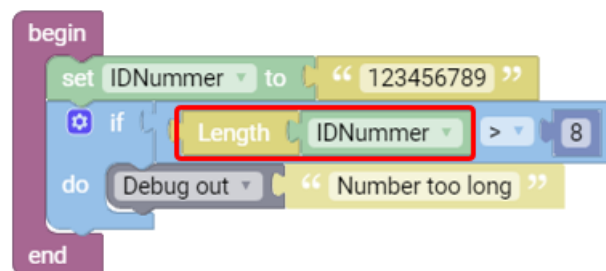 begin
set IDNummer to “ 123456789 ”
if Length IDNummer > 8
do Debug out “ Number too long ”
end